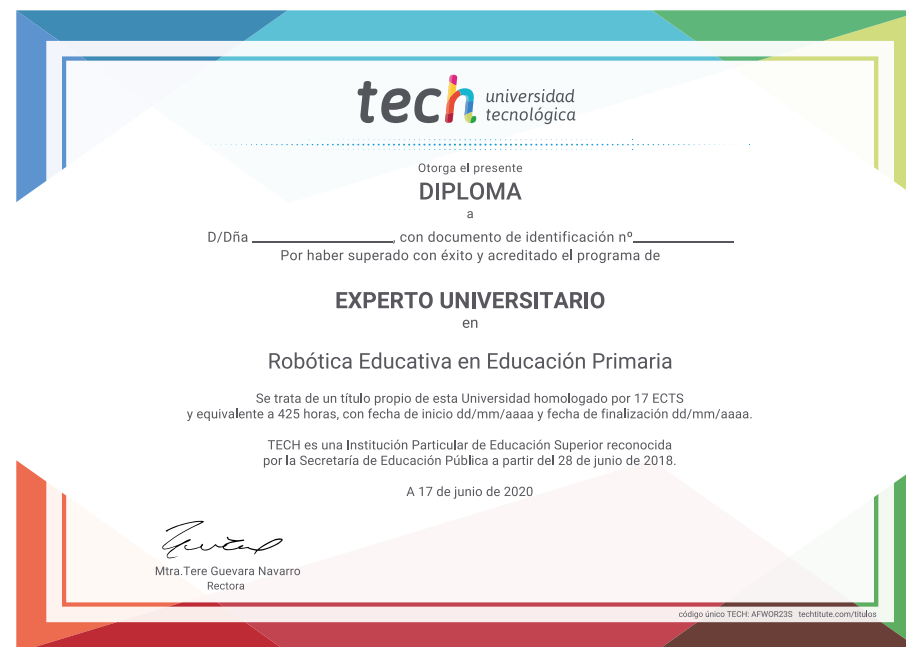 tech universidad
tecnológica
Otorga el presente
DIPLOMA
a
D/Dña ____________________, con documento de identificación nº______________
Por haber superado con éxito y acreditado el programa de
EXPERTO UNIVERSITARIO
en
Robótica Educativa en Educación Primaria
Se trata de un título propio de esta Universidad homologado por 17 ECTS
y equivalente a 425 horas, con fecha de inicio dd/mm/aaaa y fecha de finalización dd/mm/aaaa.
TECH es una Institución Particular de Educación Superior reconocida
por la Secretaría de Educación Pública a partir del 28 de junio de 2018.
A 17 de junio de 2020
Mtra.Tere Guevara Navarro
Rectora
código único TECH: AFWOR23S techtitute.com/titulos